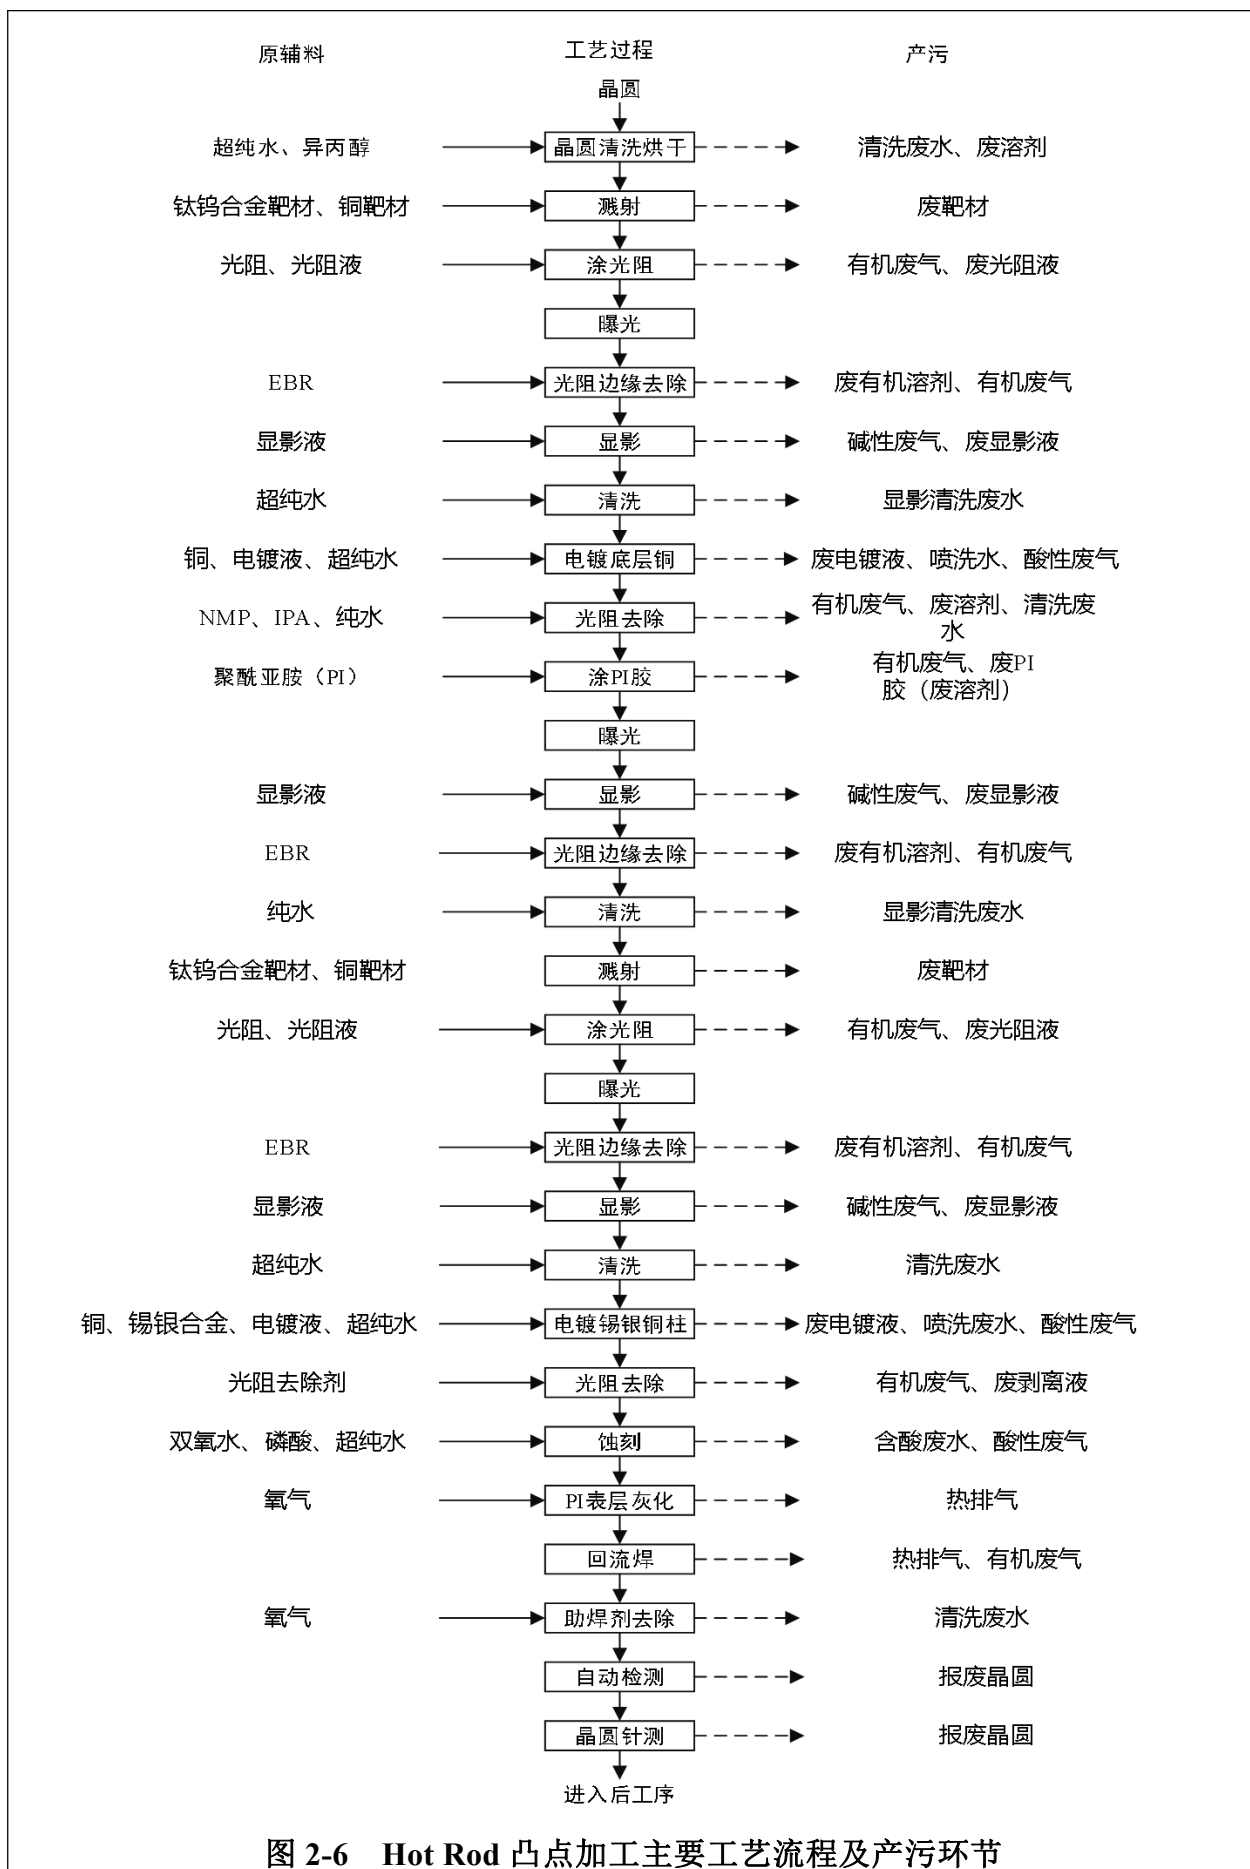 原辅料 工艺过程 产污
晶圆
超纯水、异丙醇 晶圆清洗烘干 清洗废水、废溶剂
钛钨合金靶材、铜靶材 溅射 废靶材
光阻、光阻液 涂光阻 有机废气、废光阻液
曝光
EBR 光阻边缘去除 废有机溶剂、有机废气
显影液 显影 碱性废气、废显影液
超纯水 清洗 显影清洗废水
铜、电镀液、超纯水 电镀底层铜 废电镀液、喷洗水、酸性废气
NMP、IPA、纯水 光阻去除 有机废气、废溶剂、清洗废
水
聚酰亚胺（PI） 涂PI胶 有机废气、废PI
胶（废溶剂）
曝光
显影液 显影 碱性废气、废显影液
EBR 光阻边缘去除 废有机溶剂、有机废气
纯水 清洗 显影清洗废水
钛钨合金靶材、铜靶材 溅射 废靶材
光阻、光阻液 涂光阻 有机废气、废光阻液
曝光
EBR 光阻边缘去除 废有机溶剂、有机废气
显影液 显影 碱性废气、废显影液
超纯水 清洗 清洗废水
铜、锡银合金、电镀液、超纯水 电镀锡银铜柱 废电镀液、喷洗废水、酸性废气
光阻去除剂 光阻去除 有机废气、废剥离液
双氧水、磷酸、超纯水 蚀刻 含酸废水、酸性废气
氧气 PI表层灰化 热排气
回流焊 热排气、有机废气
氧气 助焊剂去除 清洗废水
自动检测 报废晶圆
晶圆针测 报废晶圆
进入后工序
图 2-6 Hot Rod 凸点加工主要工艺流程及产污环节